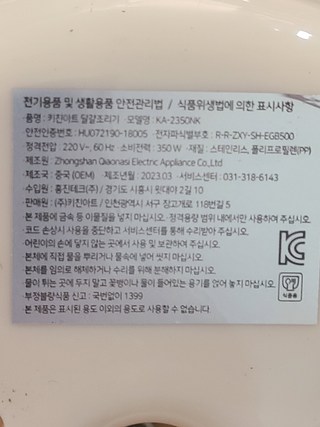 전기용품 및 생활용품 안전관리법 / 식품위생법에 의한 표시사항
·품명 : 키친아트 달걀조리기 ·모델명 : KA-2350NK
·안전인증번호 : HU072190-18005 ·전자파식별부호 : R-R-ZXY-SH-EGB500
·정격전압 : 220 V~, 60 Hz ·소비전력 : 350 W ·재질 : 스테인리스, 폴리프로필렌(PP)
·제조원 : Zhongshan Qiaonasi Electric Appliance Co.,Ltd
·제조국 : 중국 (OEM) ·제조년월 : 2023.03 ·서비스센터 : 031-318-6143
·수입원 : 홍진테크(주) / 경기도 시흥시 윗대야 2길 10
·판매원 : (주)키친아트 / 인천광역시 서구 창고개로 118번길 5
·본 제품에 금속 등 이물질을 넣지 마십시오 ·정격용량 범위 내에서만 사용하여 주십시오.
·코드 손상시 사용을 중단하고 서비스센터를 통해 수리받아 주십시오
·어린이의 손에 닿지 않는 곳에서 사용 및 보관하여 주십시오.
·본체에 직접 물을 뿌리거나 물속에 넣어 씻지 마십시오.
·본체를 임의로 해체하거나 수리를 위해 분해하지 마십시오.
·물이 튀는 곳에 두지 말고 꽃병이나 물이 들어있는 용기를 얹어 놓지 마십시오.
·부정불량식품 신고 : 국번없이 1399
·본 제품은 표시된 용도 이외의 용도로 사용할 수 없습니다.
식품용